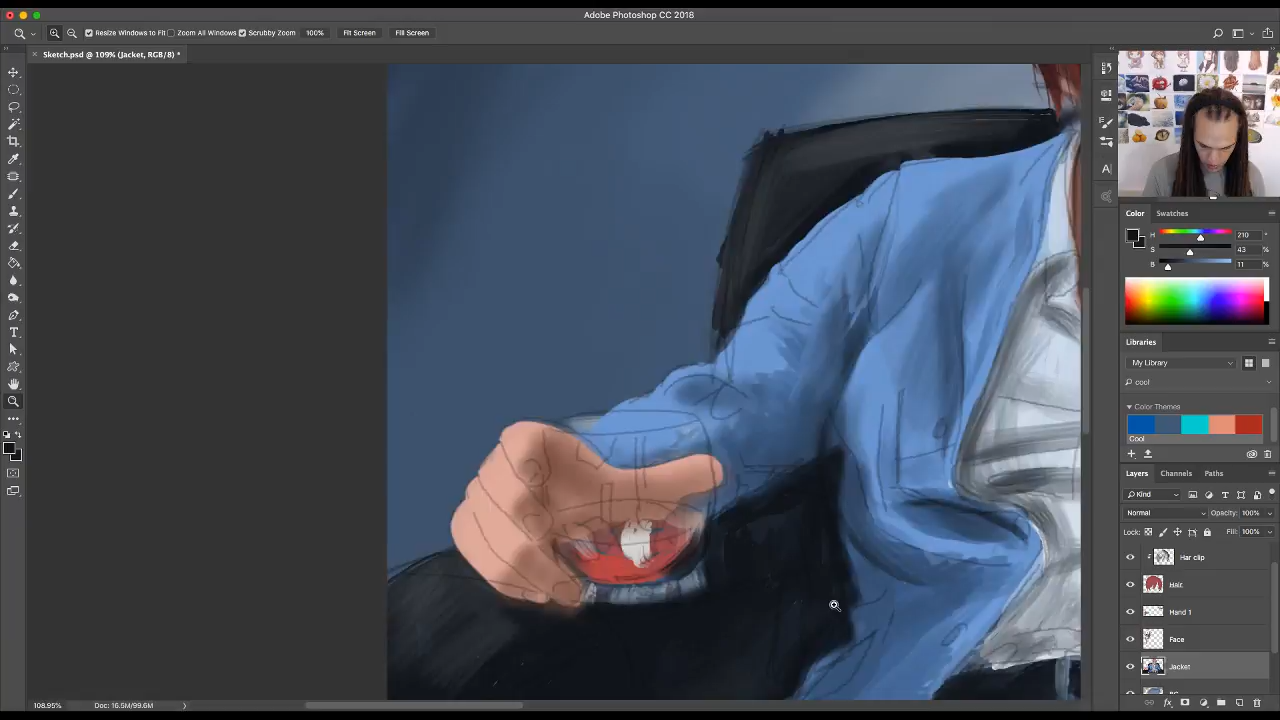 Adobe Photoshop CC 2018
Resize Windows to Fit Zoom All Windows Scrubby Zoom 100% Fit Screen Fill Screen
Sketch.psd @ 109% (Jacket, RGB/8) *
Color Swatches
H 210 °
S 43 %
B 11 %
Libraries
My Library
cool
Color Themes
Cool
Layers Channels Paths
Kind
Normal Opacity: 100%
Lock: Fill: 100%
Har clip
Hair
Hand 1
Face
Jacket
108.95% Doc: 16.5M/99.6M